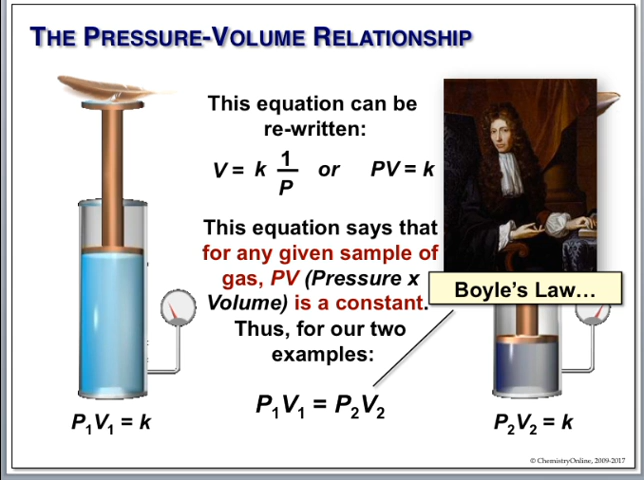 THE PRESSURE-VOLUME RELATIONSHIP
This equation can be
re-written:
V = k 1/P or PV = k
This equation says that
for any given sample of
gas, PV (Pressure x
Volume) is a constant.
Thus, for our two
examples:
P₁V₁ = P₂V₂
Boyle's Law...
P₁V₁ = k
P₂V₂ = k
© ChemistryOnline, 2009-2017